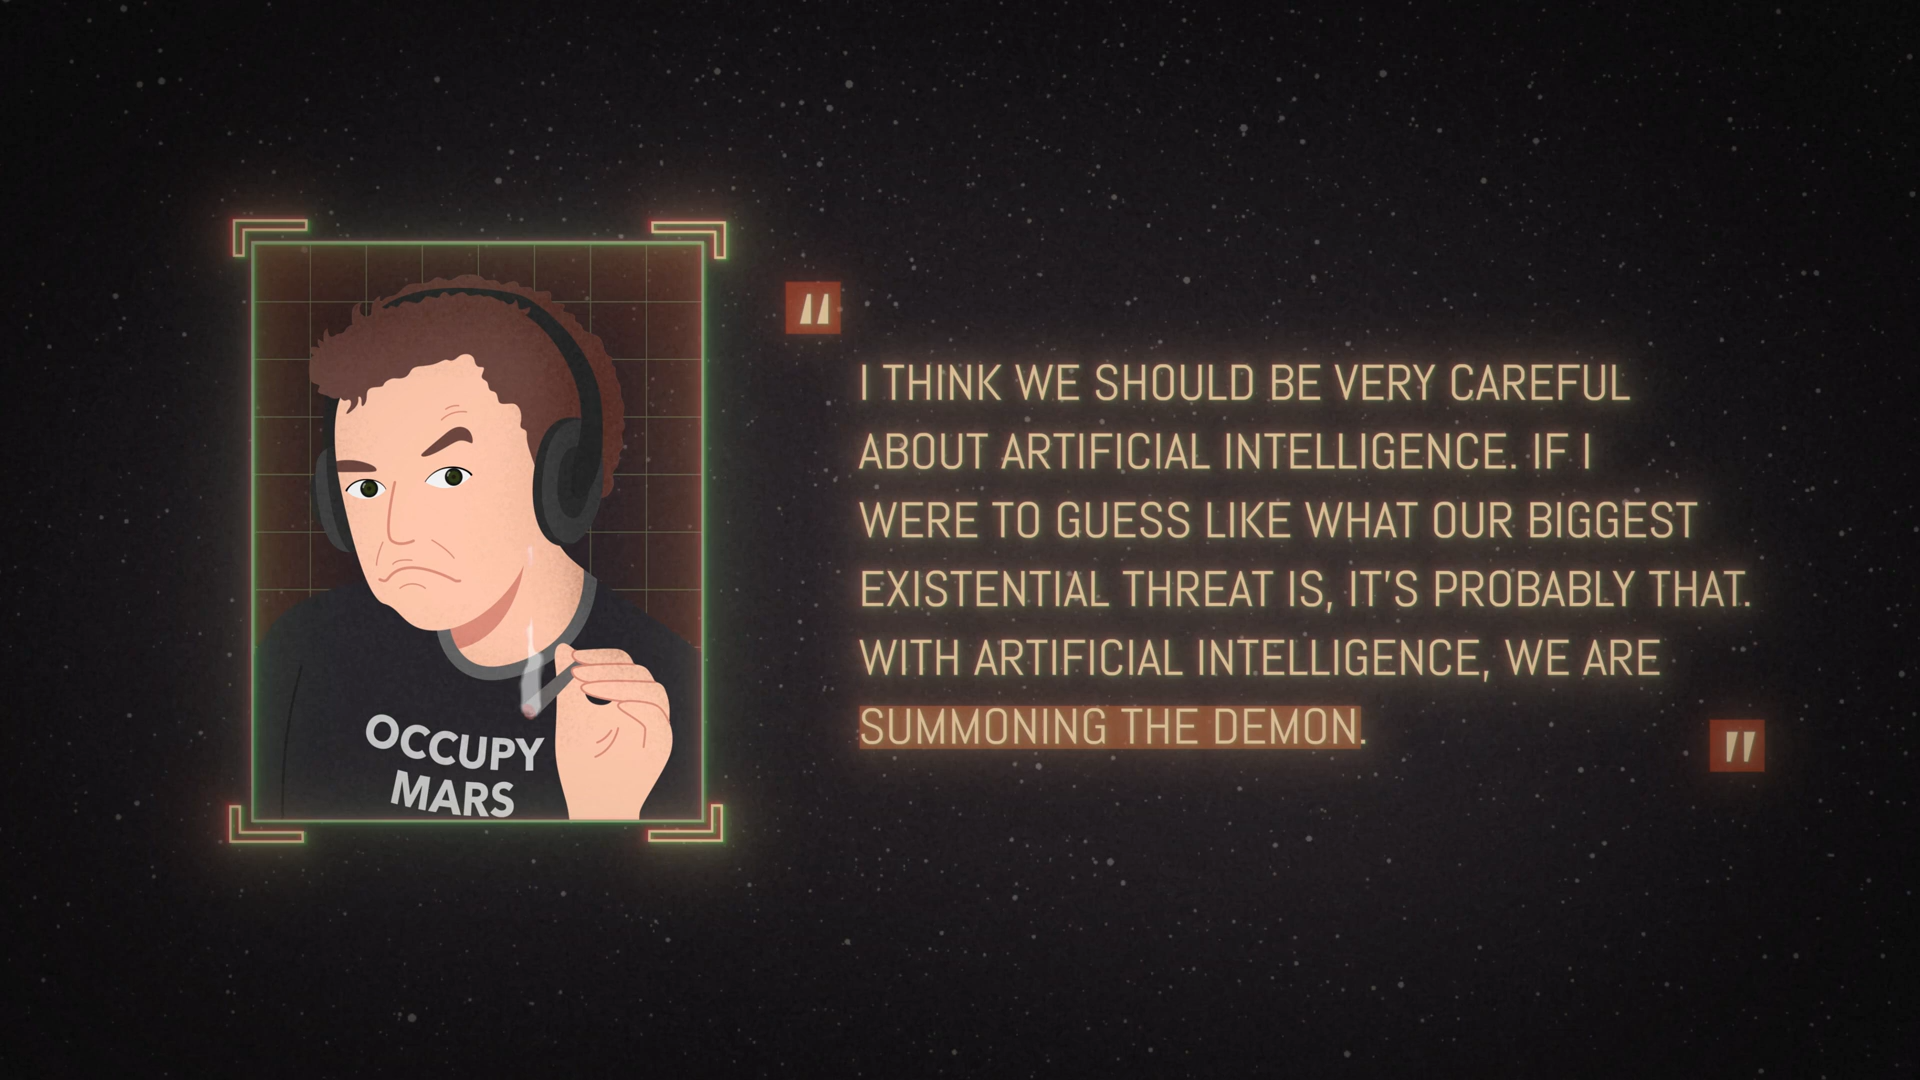 OCCUPY
MARS
"
I THINK WE SHOULD BE VERY CAREFUL
ABOUT ARTIFICIAL INTELLIGENCE. IF I
WERE TO GUESS LIKE WHAT OUR BIGGEST
EXISTENTIAL THREAT IS, IT'S PROBABLY THAT.
WITH ARTIFICIAL INTELLIGENCE, WE ARE
SUMMONING THE DEMON.
"